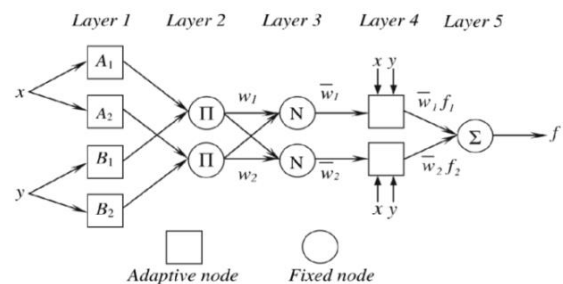 Layer 1 Layer 2 Layer 3 Layer 4 Layer 5
x y
A₁
w₁ w̅₁ w̅₁ f₁
x Π N
A₂
Σ f
B₁
Π N w̅₂ f₂
y w₂ w̅₂
B₂ x y
Adaptive node Fixed node